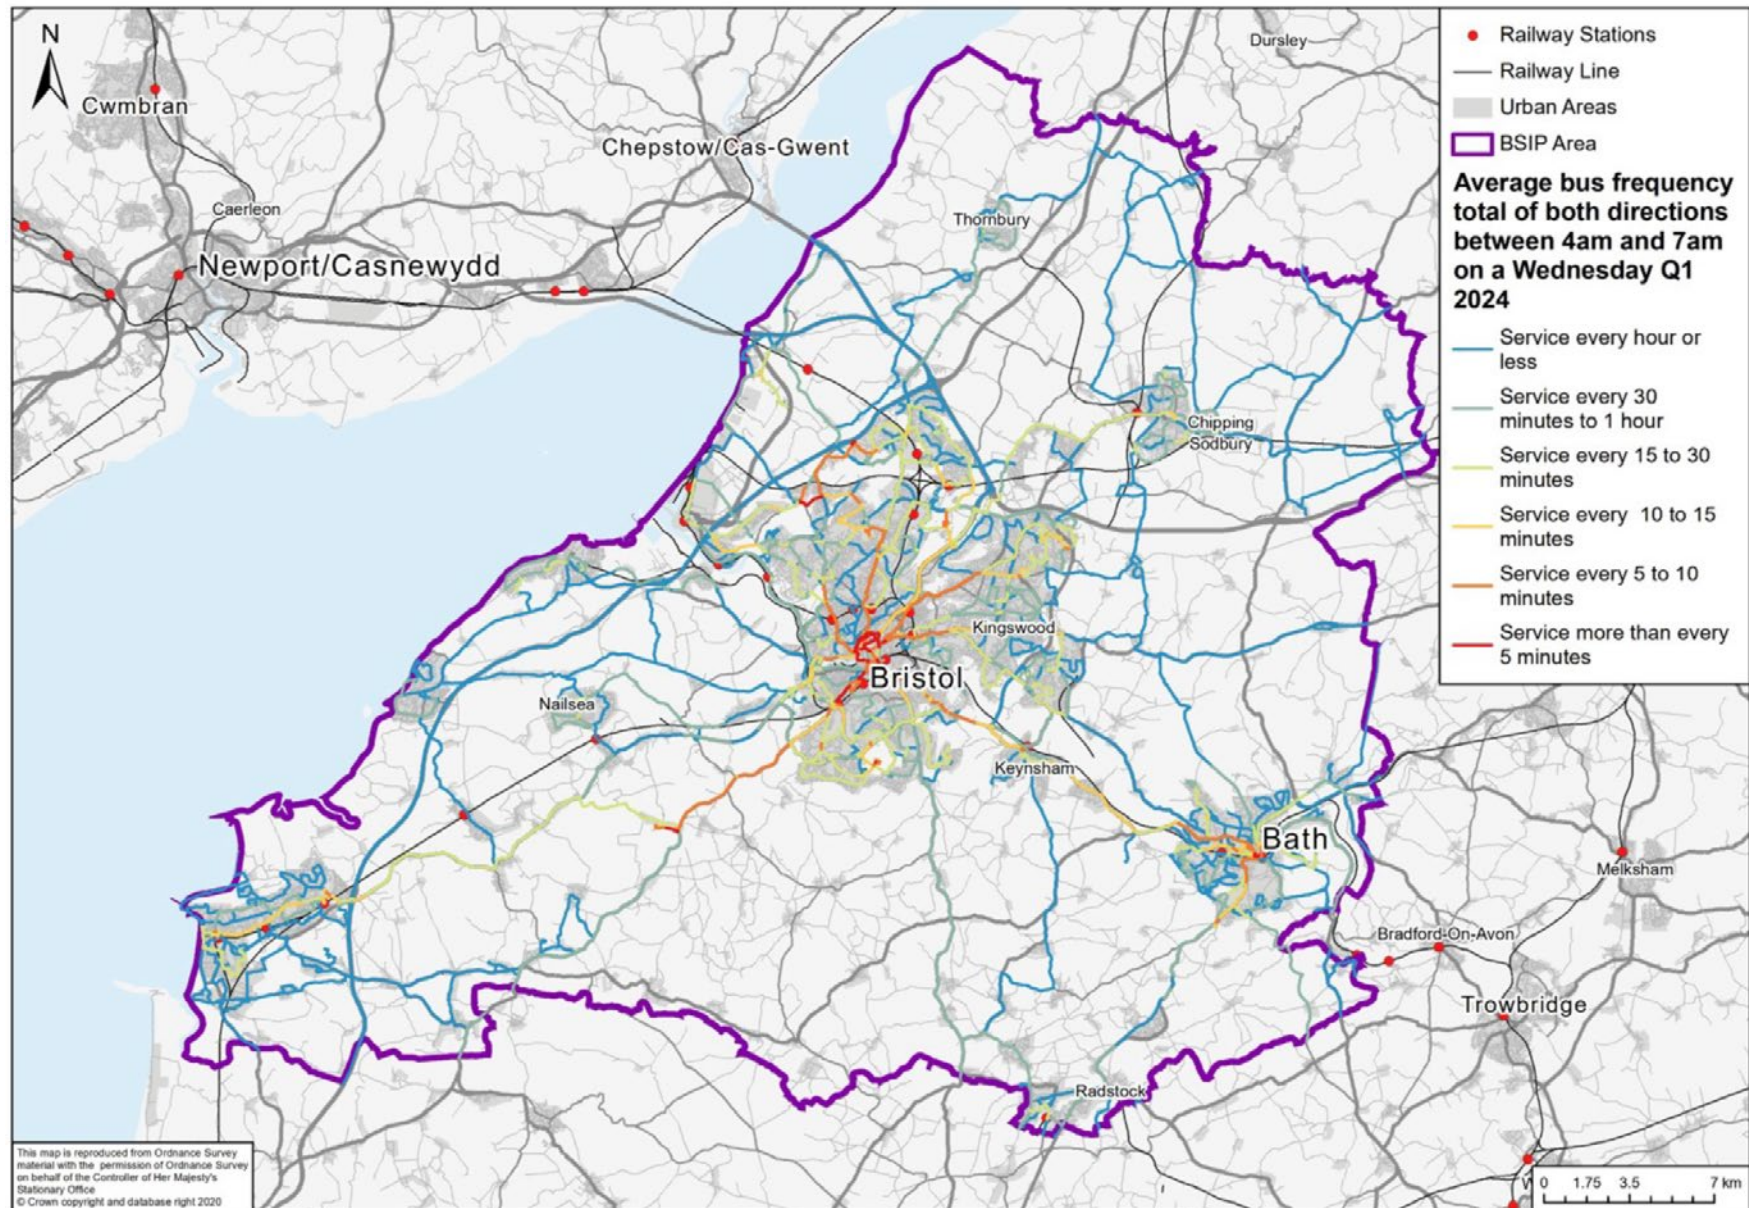 N
Dursley
Cwmbran
Chepstow/Cas-Gwent
Caerleon
Thornbury
Newport/Casnewydd
Chipping
Sodbury
Kingswood
Bristol
Nailsea
Keynsham
Bath
Melksham
Bradford-On-Avon
Trowbridge
Radstock
Railway Stations
Railway Line
Urban Areas
BSIP Area
Average bus frequency
total of both directions
between 4am and 7am
on a Wednesday Q1
2024
Service every hour or
less
Service every 30
minutes to 1 hour
Service every 15 to 30
minutes
Service every 10 to 15
minutes
Service every 5 to 10
minutes
Service more than every
5 minutes
This map is reproduced from Ordnance Survey
material with the permission of Ordnance Survey
on behalf of the Controller of Her Majesty's
Stationary Office
© Crown copyright and database right 2020
0 1.75 3.5 7 km